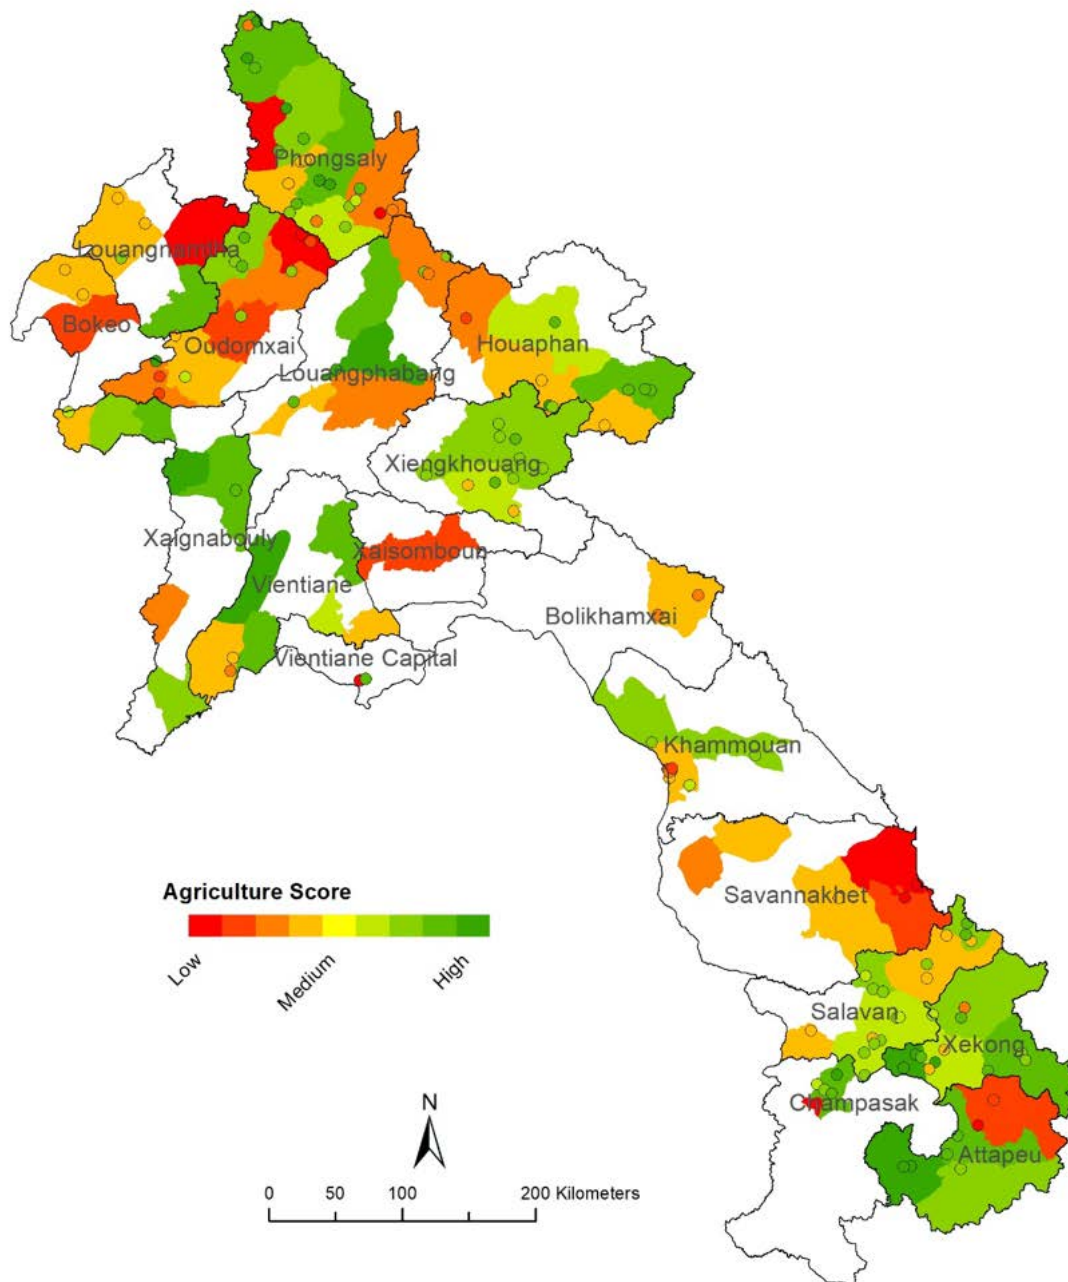 Phongsaly
Louangnamtha
Bokeo
Oudomxai
Houaphan
Louangphabang
Xiengkhouang
Xaignabouly
Xaisomboun
Vientiane
Bolikhamxai
Vientiane Capital
Khammouan
Agriculture Score
Low
Medium
High
Savannakhet
Salavan
Xekong
Champasak
Attapeu
N
0 50 100 200 Kilometers